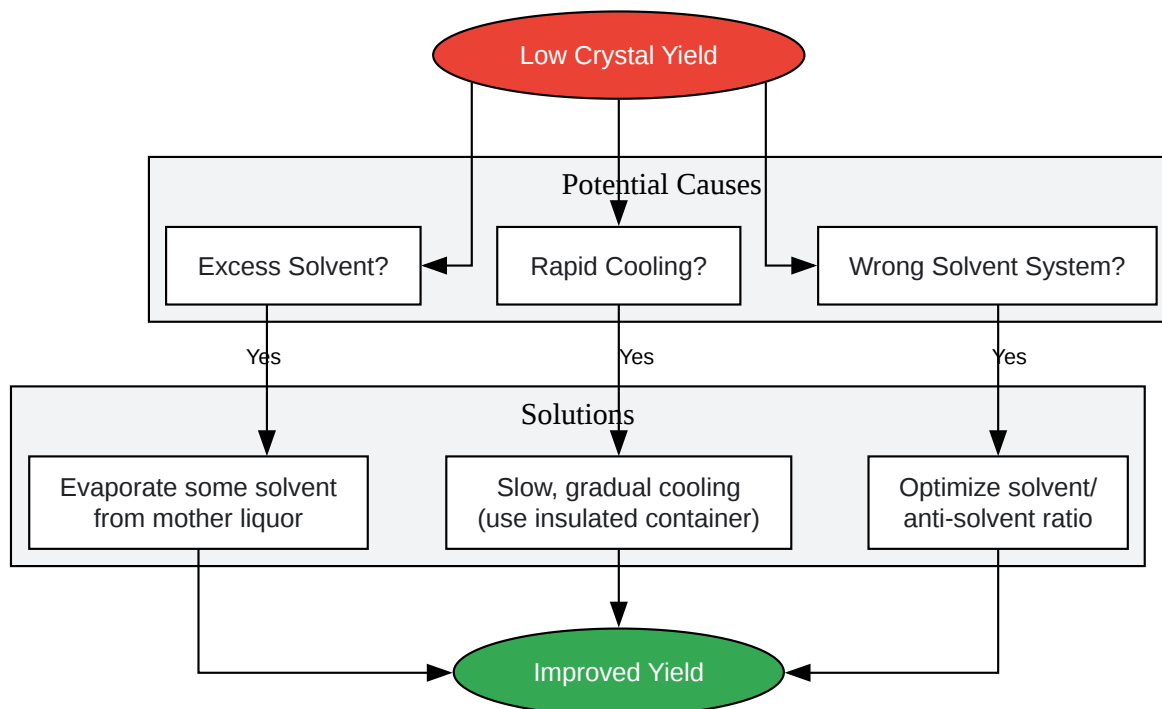 Low Crystal Yield
Potential Causes
Excess Solvent?
Rapid Cooling?
Wrong Solvent System?
Yes
Yes
Yes
Solutions
Evaporate some solvent
from mother liquor
Slow, gradual cooling
(use insulated container)
Optimize solvent/
anti-solvent ratio
Improved Yield